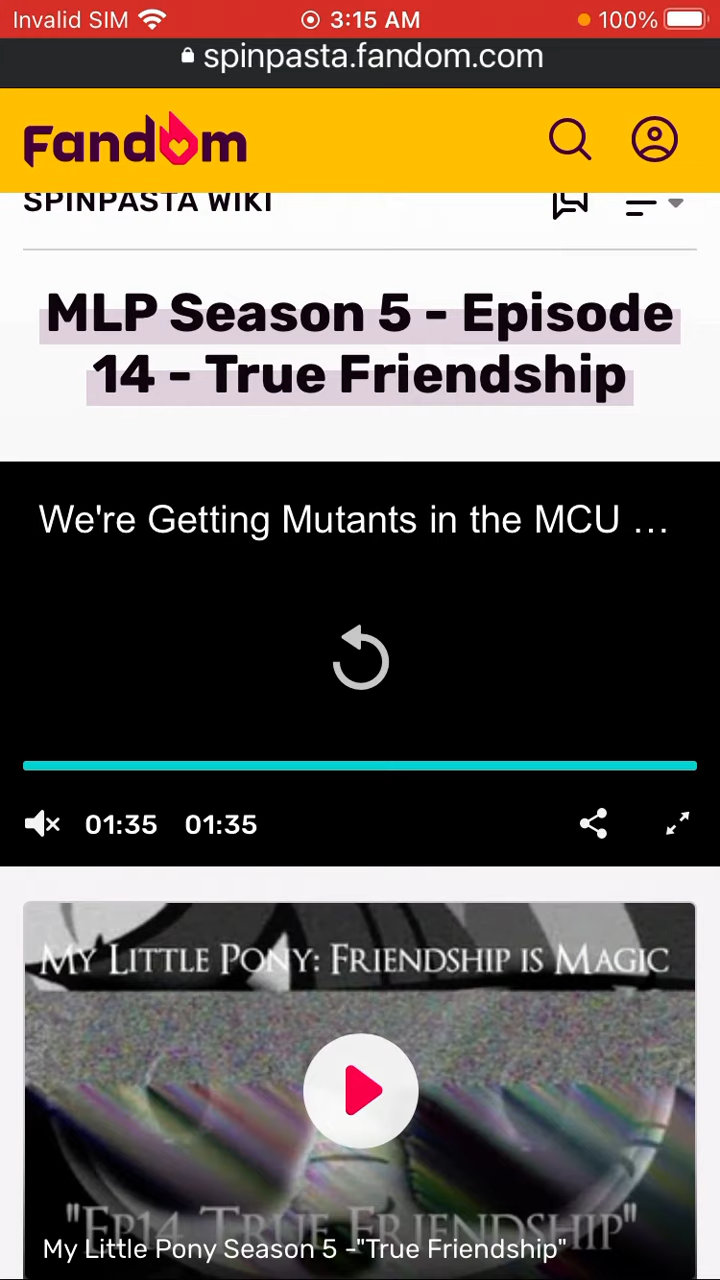 Invalid SIM 3:15 AM 100%
spinpasta.fandom.com
Fandom
SPINPASTA WIKI
MLP Season 5 - Episode
14 - True Friendship
We're Getting Mutants in the MCU …
01:35 01:35
MY LITTLE PONY: FRIENDSHIP IS MAGIC
"EP14 TRUE FRIENDSHIP"
My Little Pony Season 5 -"True Friendship"